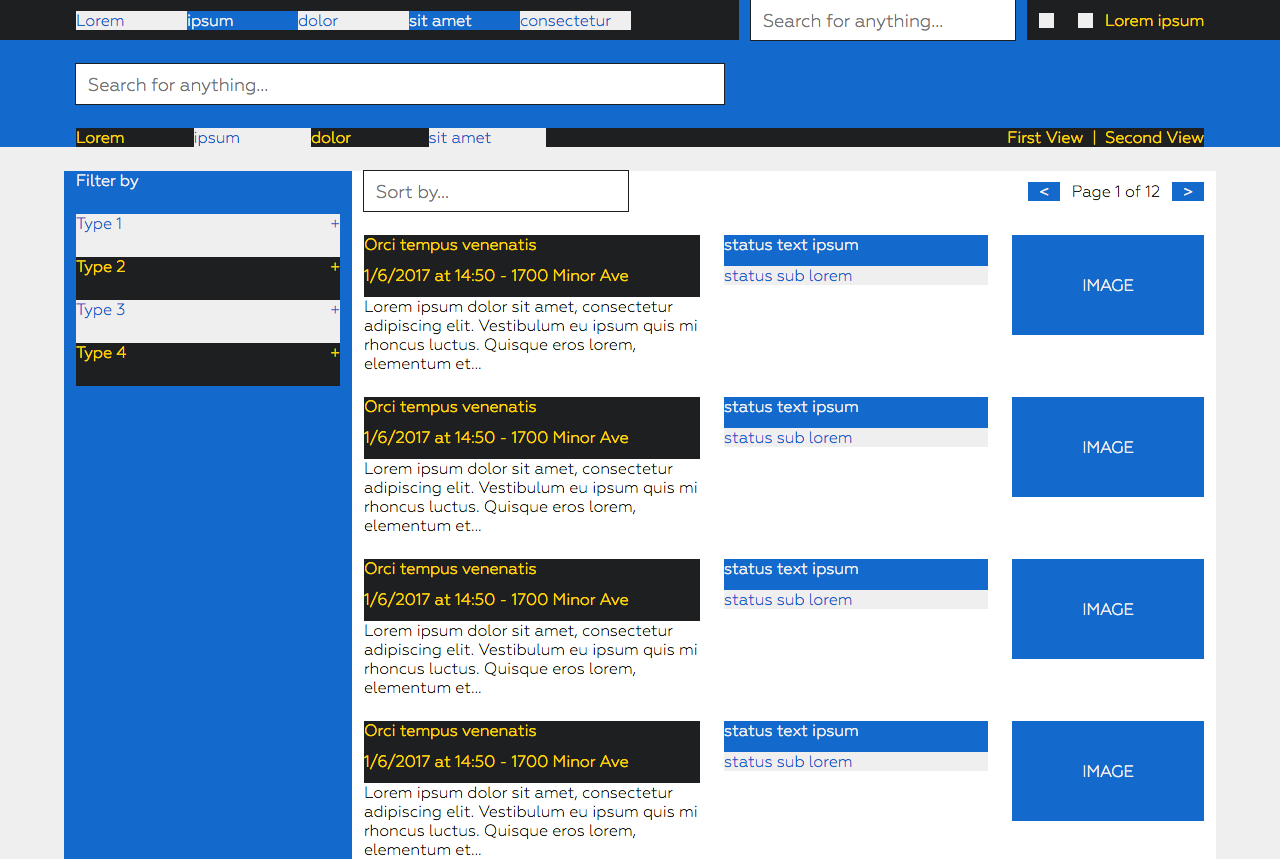 Lorem ipsum dolor sit amet consectetur Search for anything... Lorem ipsum
Search for anything...
Lorem ipsum dolor sit amet First View | Second View
Filter by
Type 1 +
Type 2 +
Type 3 +
Type 4 +
Sort by...
< Page 1 of 12 >
Orci tempus venenatis
1/6/2017 at 14:50 - 1700 Minor Ave
Lorem ipsum dolor sit amet, consectetur
adipiscing elit. Vestibulum eu ipsum quis mi
rhoncus luctus. Quisque eros lorem,
elementum et...
status text ipsum
status sub lorem
IMAGE
Orci tempus venenatis
1/6/2017 at 14:50 - 1700 Minor Ave
Lorem ipsum dolor sit amet, consectetur
adipiscing elit. Vestibulum eu ipsum quis mi
rhoncus luctus. Quisque eros lorem,
elementum et...
status text ipsum
status sub lorem
IMAGE
Orci tempus venenatis
1/6/2017 at 14:50 - 1700 Minor Ave
Lorem ipsum dolor sit amet, consectetur
adipiscing elit. Vestibulum eu ipsum quis mi
rhoncus luctus. Quisque eros lorem,
elementum et...
status text ipsum
status sub lorem
IMAGE
Orci tempus venenatis
1/6/2017 at 14:50 - 1700 Minor Ave
Lorem ipsum dolor sit amet, consectetur
adipiscing elit. Vestibulum eu ipsum quis mi
rhoncus luctus. Quisque eros lorem,
elementum et...
status text ipsum
status sub lorem
IMAGE